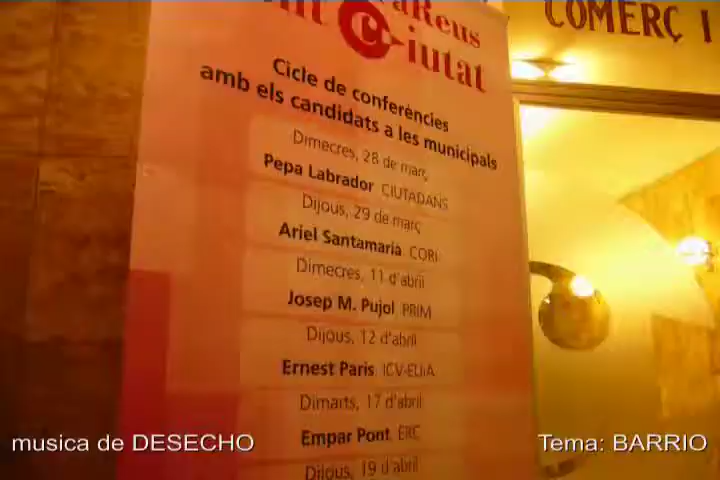 COMERÇ I
aReus
iutat
Cicle de conferències
amb els candidats a les municipals
Dimecres, 28 de març
Pepa Labrador CIUTADANS
Dijous, 29 de març
Ariel Santamaria CORI
Dimecres, 11 d'abril
Josep M. Pujol PRIM
Dijous, 12 d'abril
Ernest Paris ICV-EUiA
Dimarts, 17 d'abril
Empar Pont ERC
Dijous, 19 d'abril
musica de DESECHO
Tema: BARRIO